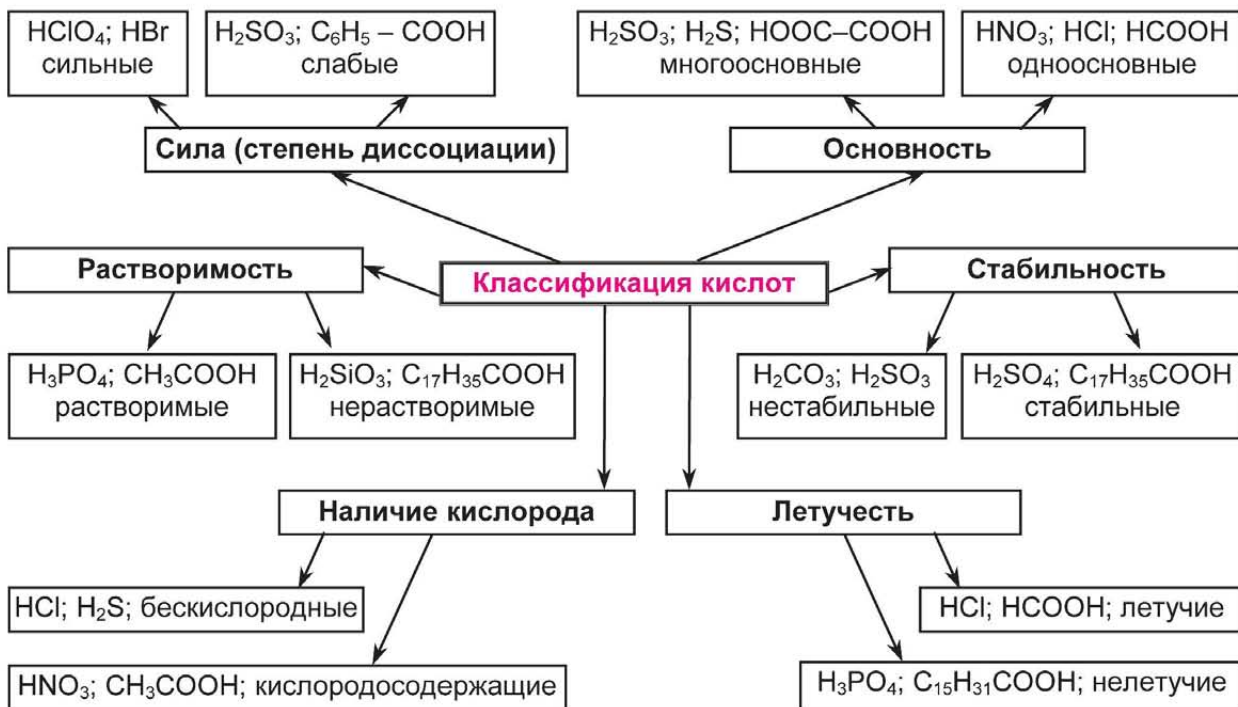 HClO₄; HBr
сильные
H₂SO₃; C₆H₅ – COOH
слабые
H₂SO₃; H₂S; HOOC–COOH
многоосновные
HNO₃; HCl; HCOOH
одноосновные
Сила (степень диссоциации)
Основность
Растворимость
Классификация кислот
Стабильность
H₃PO₄; CH₃COOH
растворимые
H₂SiO₃; C₁₇H₃₅COOH
нерастворимые
H₂CO₃; H₂SO₃
нестабильные
H₂SO₄; C₁₇H₃₅COOH
стабильные
Наличие кислорода
Летучесть
HCl; H₂S; бескислородные
HCl; HCOOH; летучие
HNO₃; CH₃COOH; кислородосодержащие
H₃PO₄; C₁₅H₃₁COOH; нелетучие